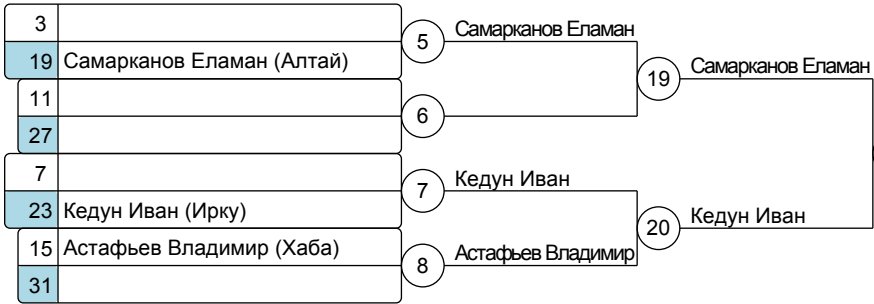 3
19 Самарканов Еламан (Алтай)
5
Самарканов Еламан
11
27
6
19
Самарканов Еламан
7
23 Кедун Иван (Ирку)
7
Кедун Иван
15 Астафьев Владимир (Хаба)
31
8
Астафьев Владимир
20
Кедун Иван